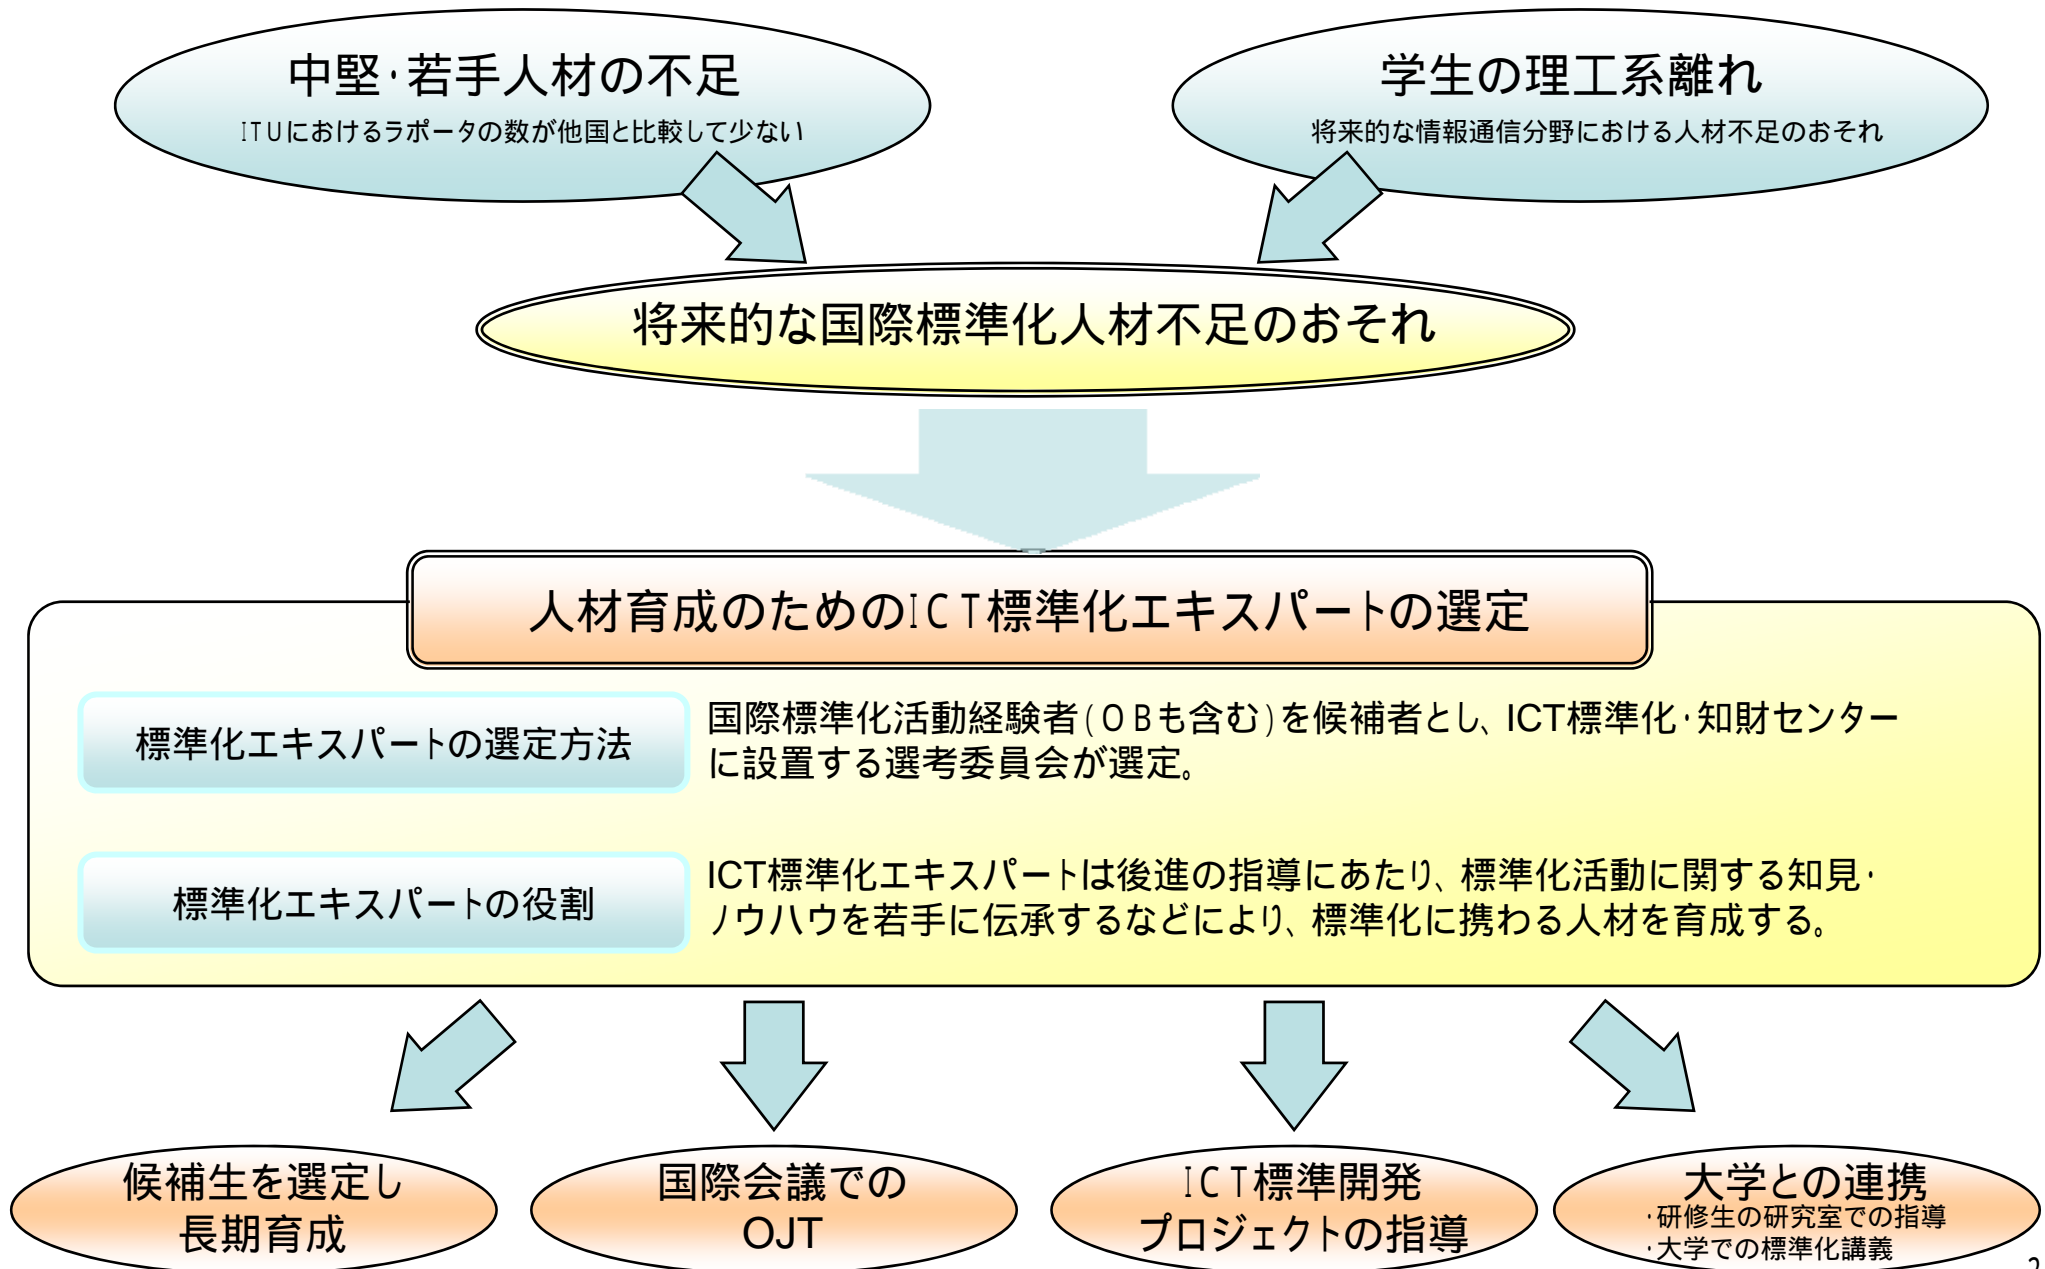 中堅・若手人材の不足
ITUにおけるラポータの数が他国と比較して少ない
学生の理工系離れ
将来的な情報通信分野における人材不足のおそれ
将来的な国際標準化人材不足のおそれ
人材育成のためのICT標準化エキスパートの選定
標準化エキスパートの選定方法
国際標準化活動経験者(OBも含む)を候補者とし、ICT標準化・知財センター
に設置する選考委員会が選定。
標準化エキスパートの役割
ICT標準化エキスパートは後進の指導にあたり、標準化活動に関する知見・
ノウハウを若手に伝承するなどにより、標準化に携わる人材を育成する。
候補生を選定し
長期育成
国際会議での
OJT
ICT標準開発
プロジェクトの指導
大学との連携
・研修生の研究室での指導
・大学での標準化講義
2